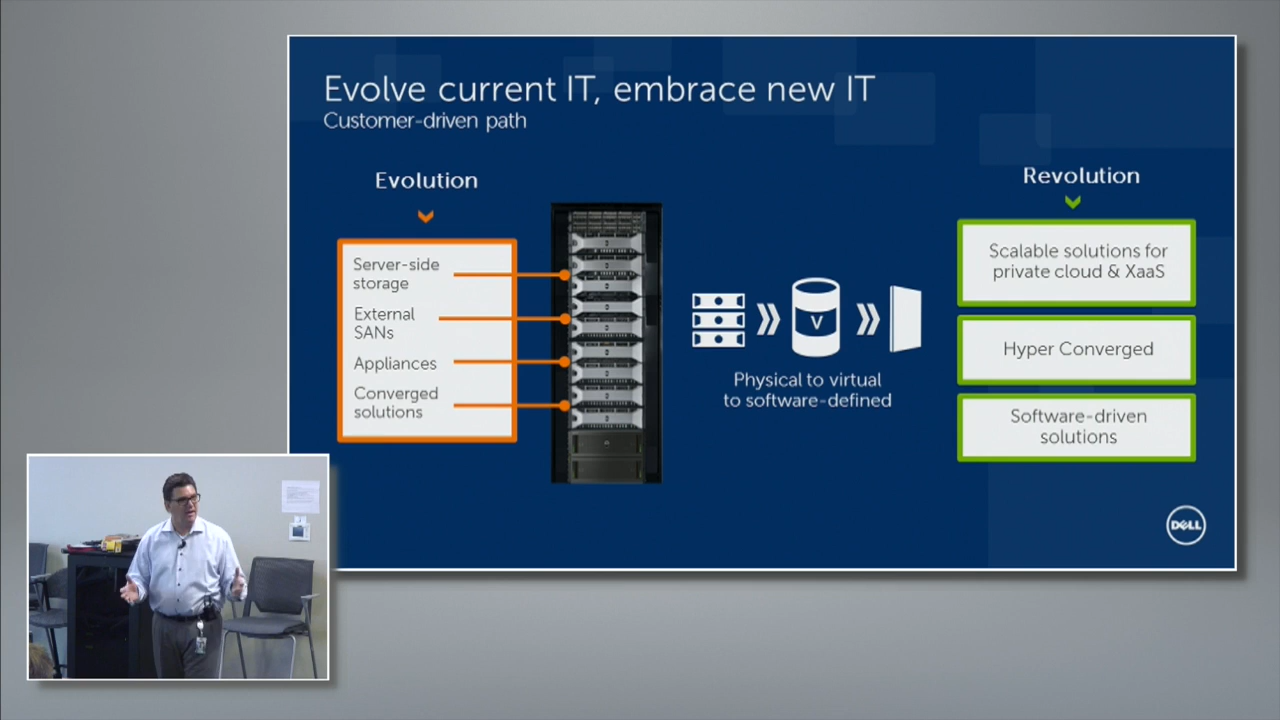 Evolve current IT, embrace new IT
Customer-driven path
Evolution
Server-side
storage
External
SANs
Appliances
Converged
solutions
V
Physical to virtual
to software-defined
Revolution
Scalable solutions for
private cloud & XaaS
Hyper Converged
Software-driven
solutions
DELL